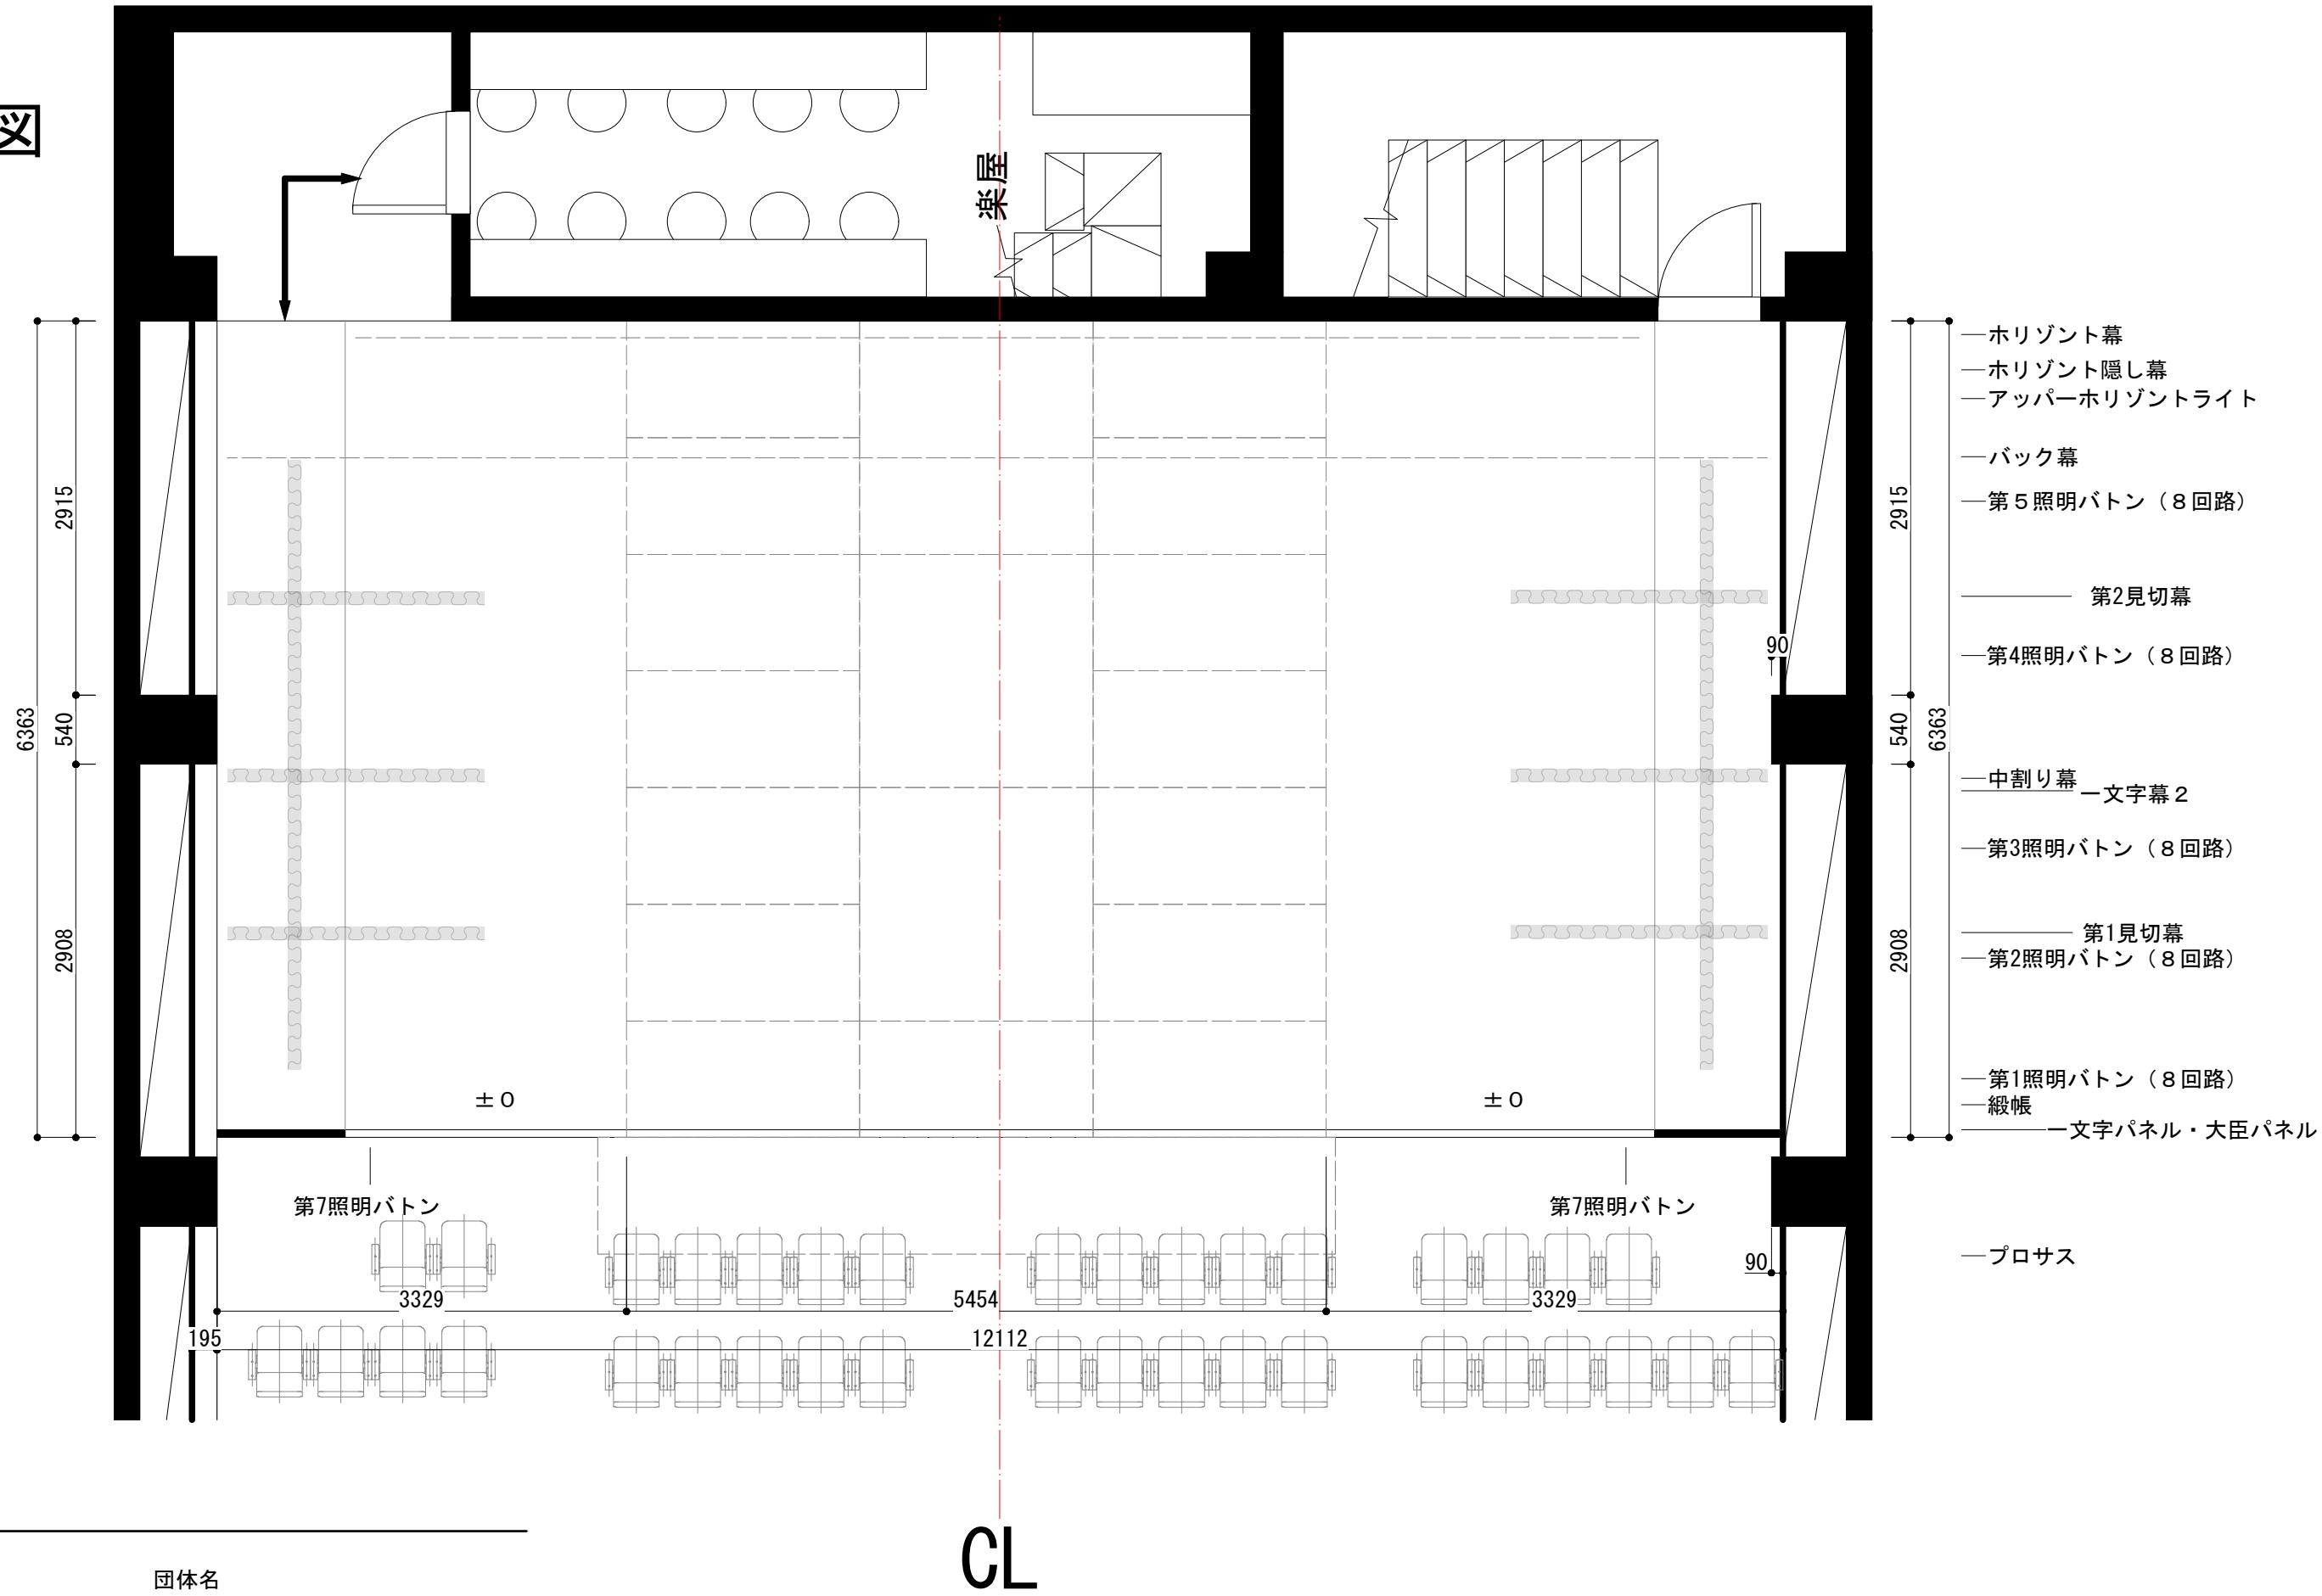 図
楽屋
ホリゾント幕
ホリゾント隠し幕
アッパーホリゾントライト
バック幕
第５照明バトン（８回路）
第2見切幕
第4照明バトン（８回路）
中割り幕
一文字幕２
第3照明バトン（８回路）
第1見切幕
第2照明バトン（８回路）
第1照明バトン（８回路）
緞帳
一文字パネル・大臣パネル
プロサス
2915
540
2908
6363
2915
540
2908
6363
90
±０
±０
第7照明バトン
第7照明バトン
90
3329
5454
3329
195
12112
CL
団体名